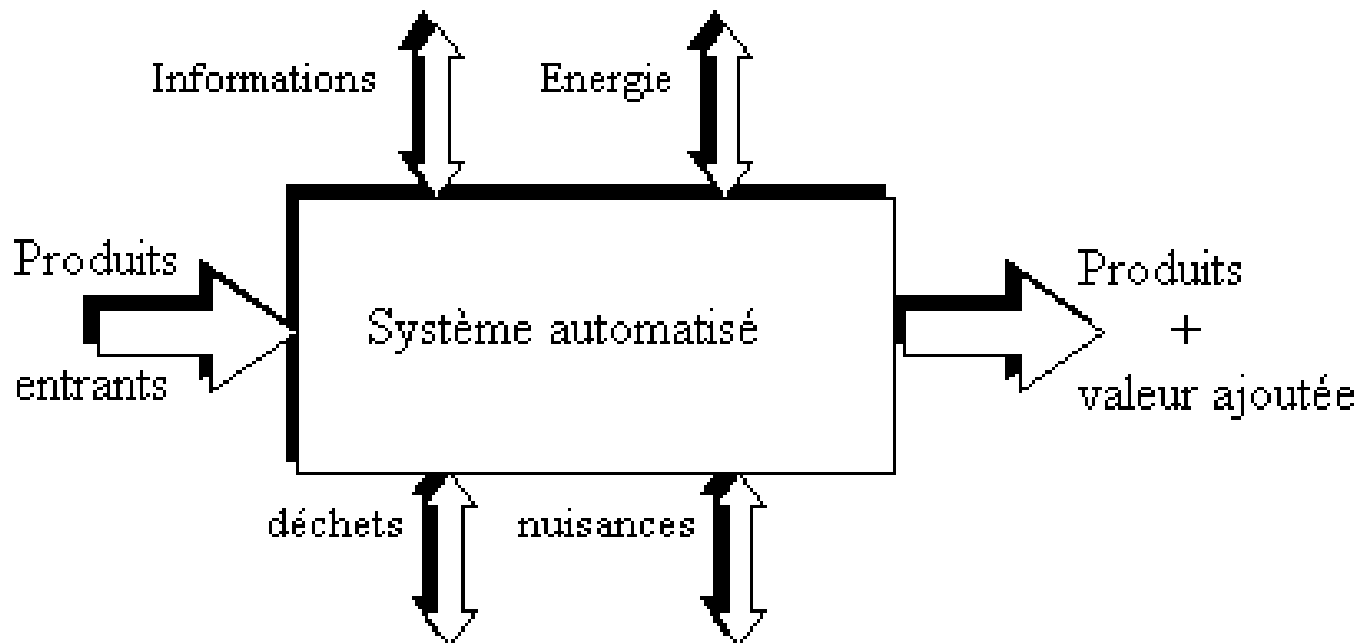 Informations
Energie
Produits
entrants
Système automatisé
Produits
+
valeur ajoutée
déchets
nuisances